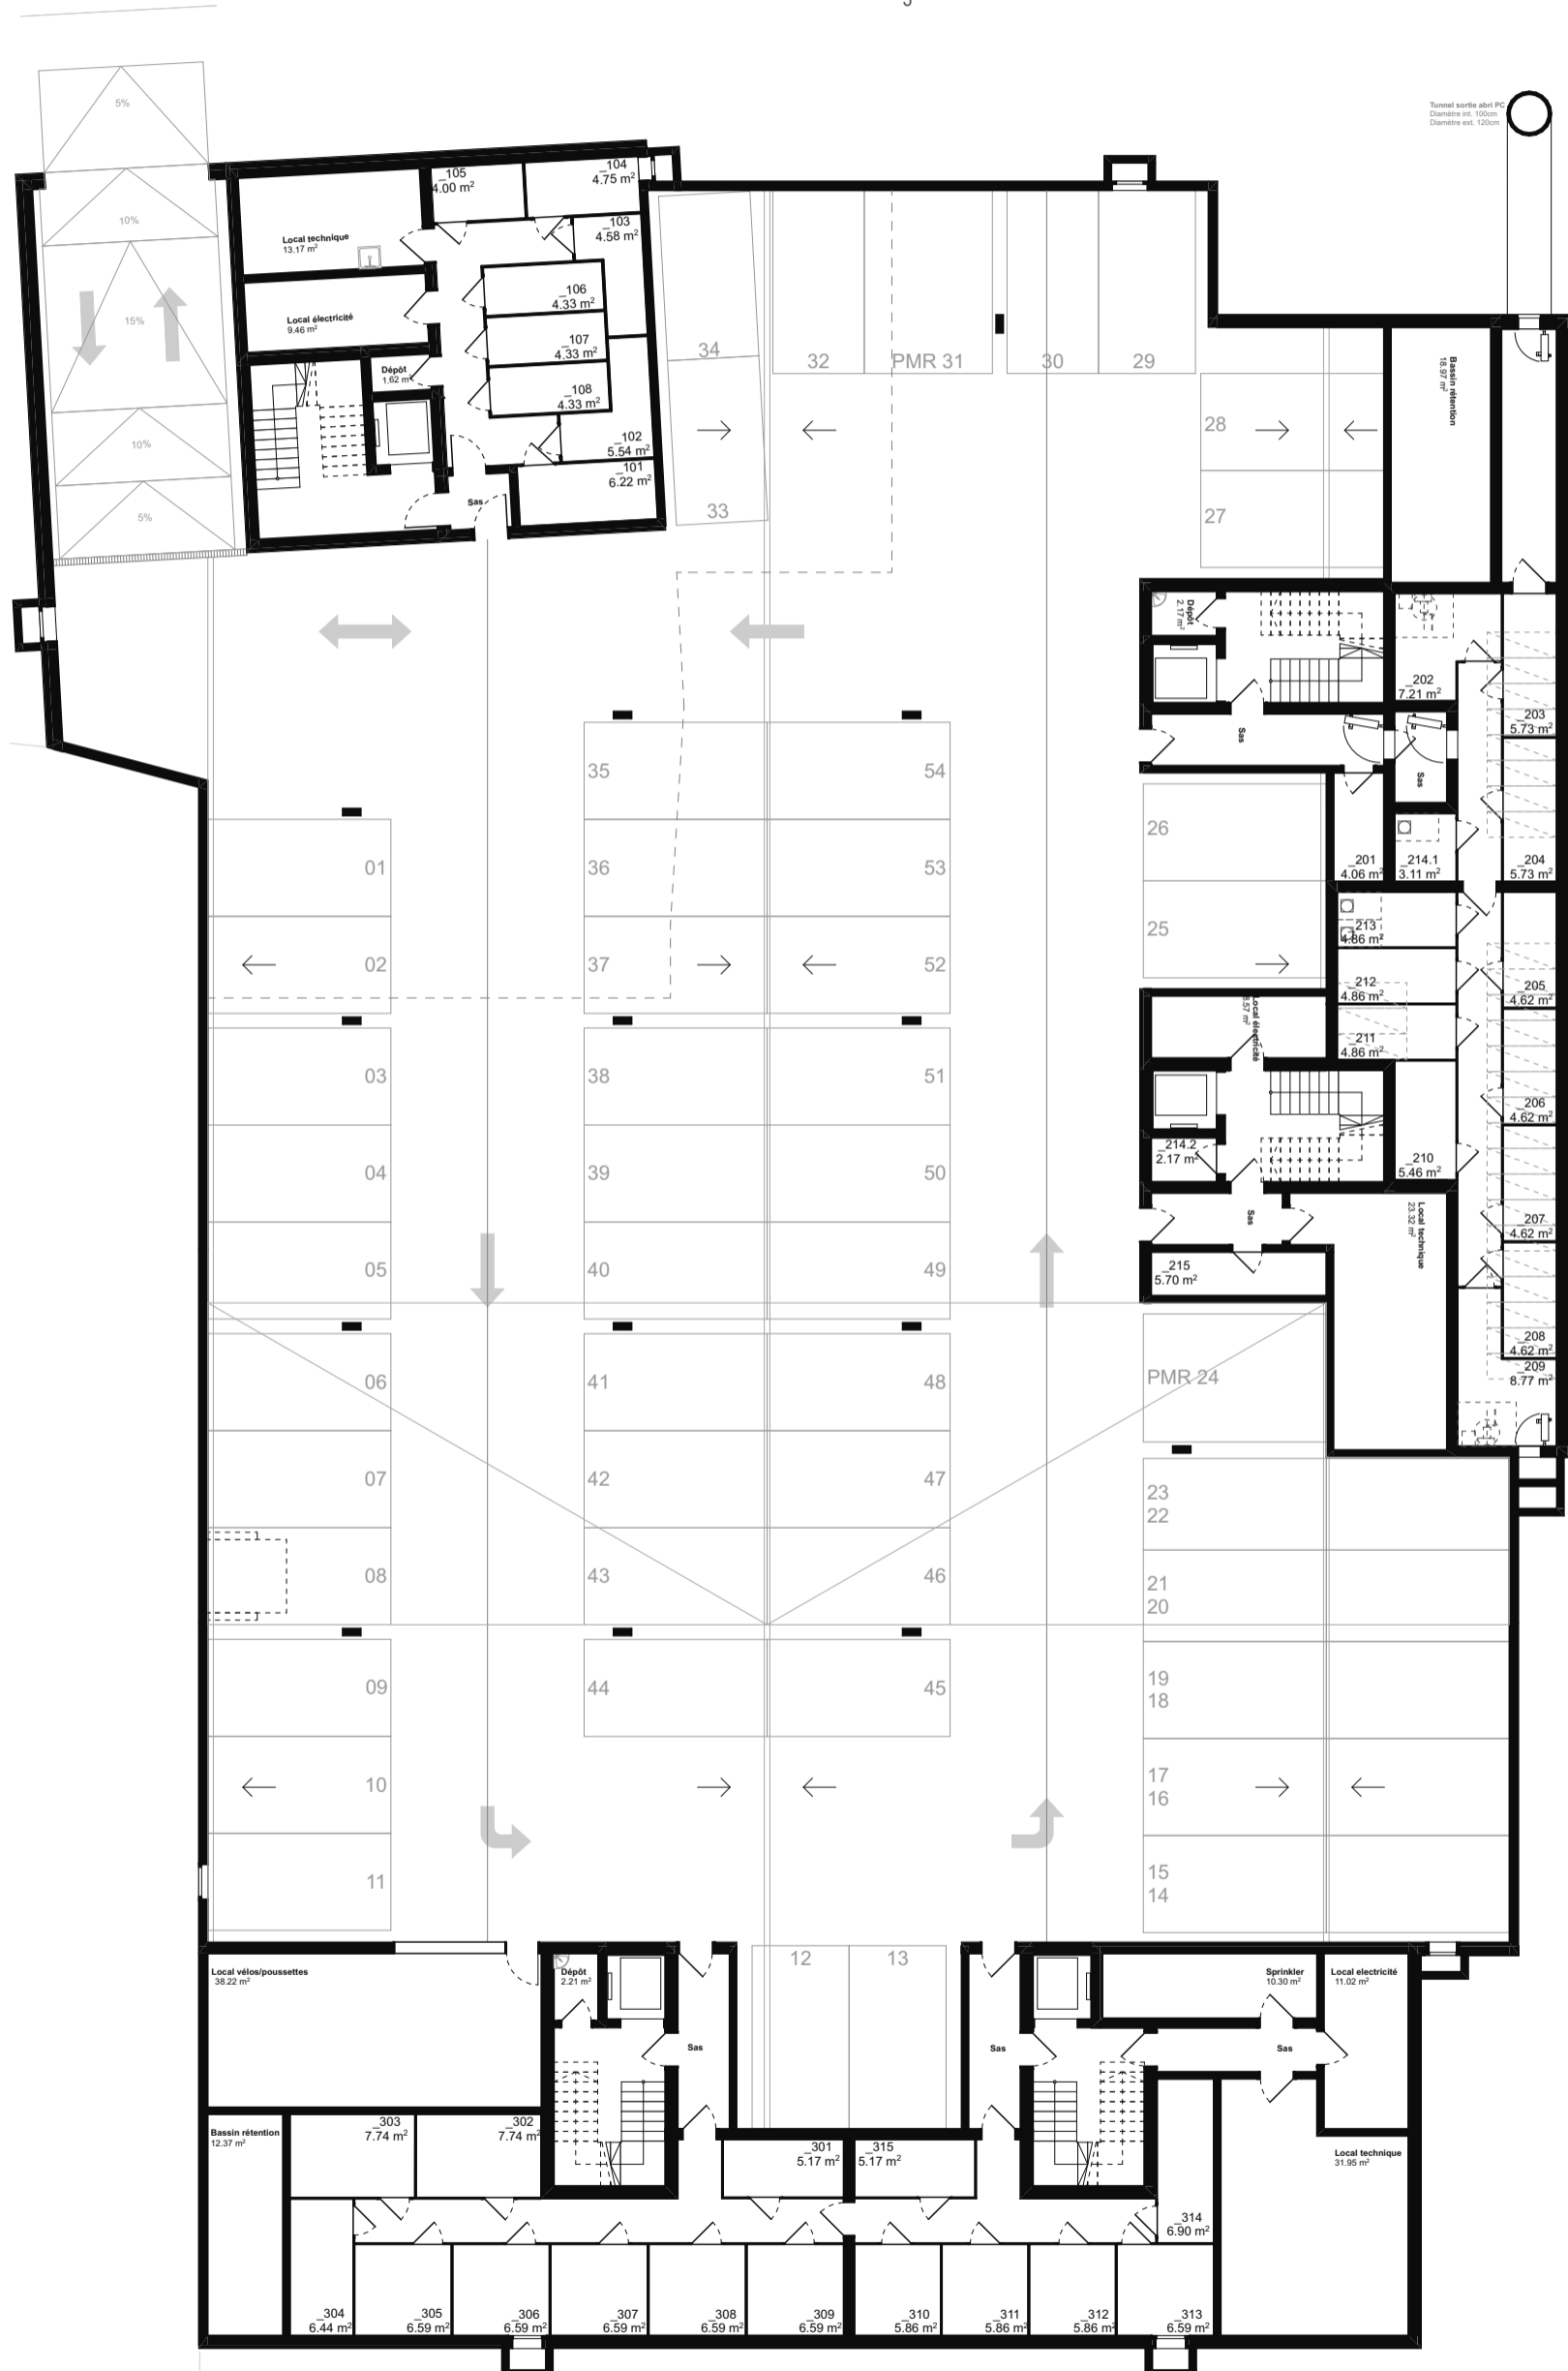 5%
10%
15%
10%
5%
Tunnel sortie abri PC
Diamètre int. 100cm
Diamètre ext. 120cm
Local technique
13.17 m²
_105
4.00 m²
_104
4.75 m²
_103
4.58 m²
Local électricité
9.46 m²
_106
4.33 m²
_107
4.33 m²
_108
4.33 m²
Dépôt
1.62 m²
_102
5.54 m²
_101
6.22 m²
Sas
34
33
32
PMR 31
30
29
28
27
Bassin rétention
18.97 m²
Dépôt
2.17 m²
_202
7.21 m²
_203
5.73 m²
Sas
Sas
35
54
26
_201
4.06 m²
_214.1
3.11 m²
_204
5.73 m²
01
36
53
25
_213
4.86 m²
02
37
52
_212
4.86 m²
_205
4.62 m²
Local électricité
_211
4.86 m²
03
38
51
_206
4.62 m²
_214.2
2.17 m²
_210
5.46 m²
04
39
50
Sas
Local technique
23.32 m²
_207
4.62 m²
05
40
49
_215
5.70 m²
_208
4.62 m²
_209
8.77 m²
06
41
48
PMR 24
07
42
47
23
22
08
43
46
21
20
09
44
45
19
18
10
17
16
11
15
14
12
13
Local vélos/poussettes
38.22 m²
Dépôt
2.21 m²
Sas
Sas
Sprinkler
10.30 m²
Local electricité
11.02 m²
Sas
Bassin rétention
12.37 m²
_303
7.74 m²
_302
7.74 m²
_301
5.17 m²
_315
5.17 m²
Local technique
31.95 m²
_314
6.90 m²
_304
6.44 m²
_305
6.59 m²
_306
6.59 m²
_307
6.59 m²
_308
6.59 m²
_309
6.59 m²
_310
5.86 m²
_311
5.86 m²
_312
5.86 m²
_313
6.59 m²